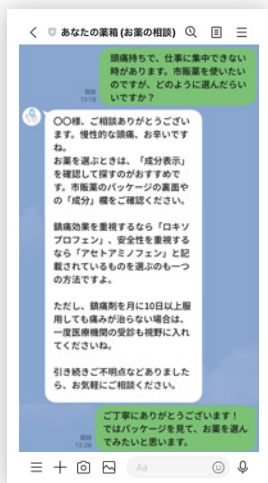 あなたの薬箱 (お薬の相談)
頭痛持ちで、仕事に集中できない
時があります。市販薬を使いたい
のですが、どのように選んだらい
いですか？
既読
13:19
〇〇様、ご相談ありがとうござい
ます。慢性的な頭痛、お辛いです
ね。
お薬を選ぶときは、「成分表示」
を確認して探すのがおすすめで
す。市販薬のパッケージの裏面や
の「成分」欄をご確認ください。
鎮痛効果を重視するなら「ロキソ
プロフェン」、安全性を重視する
なら「アセトアミノフェン」と記
載されているものを選ぶのも一つ
の方法ですよ。
ただし、鎮痛剤を月に10日以上服
用しても痛みが治らない場合は、
一度医療機関の受診も視野に入れ
てくださいね。
引き続きご不明点などありました
ら、お気軽にご相談ください。
ご丁寧にありがとうございます！
ではパッケージを見て、お薬を選ん
でみたいと思います。
既読
13:26
Aa